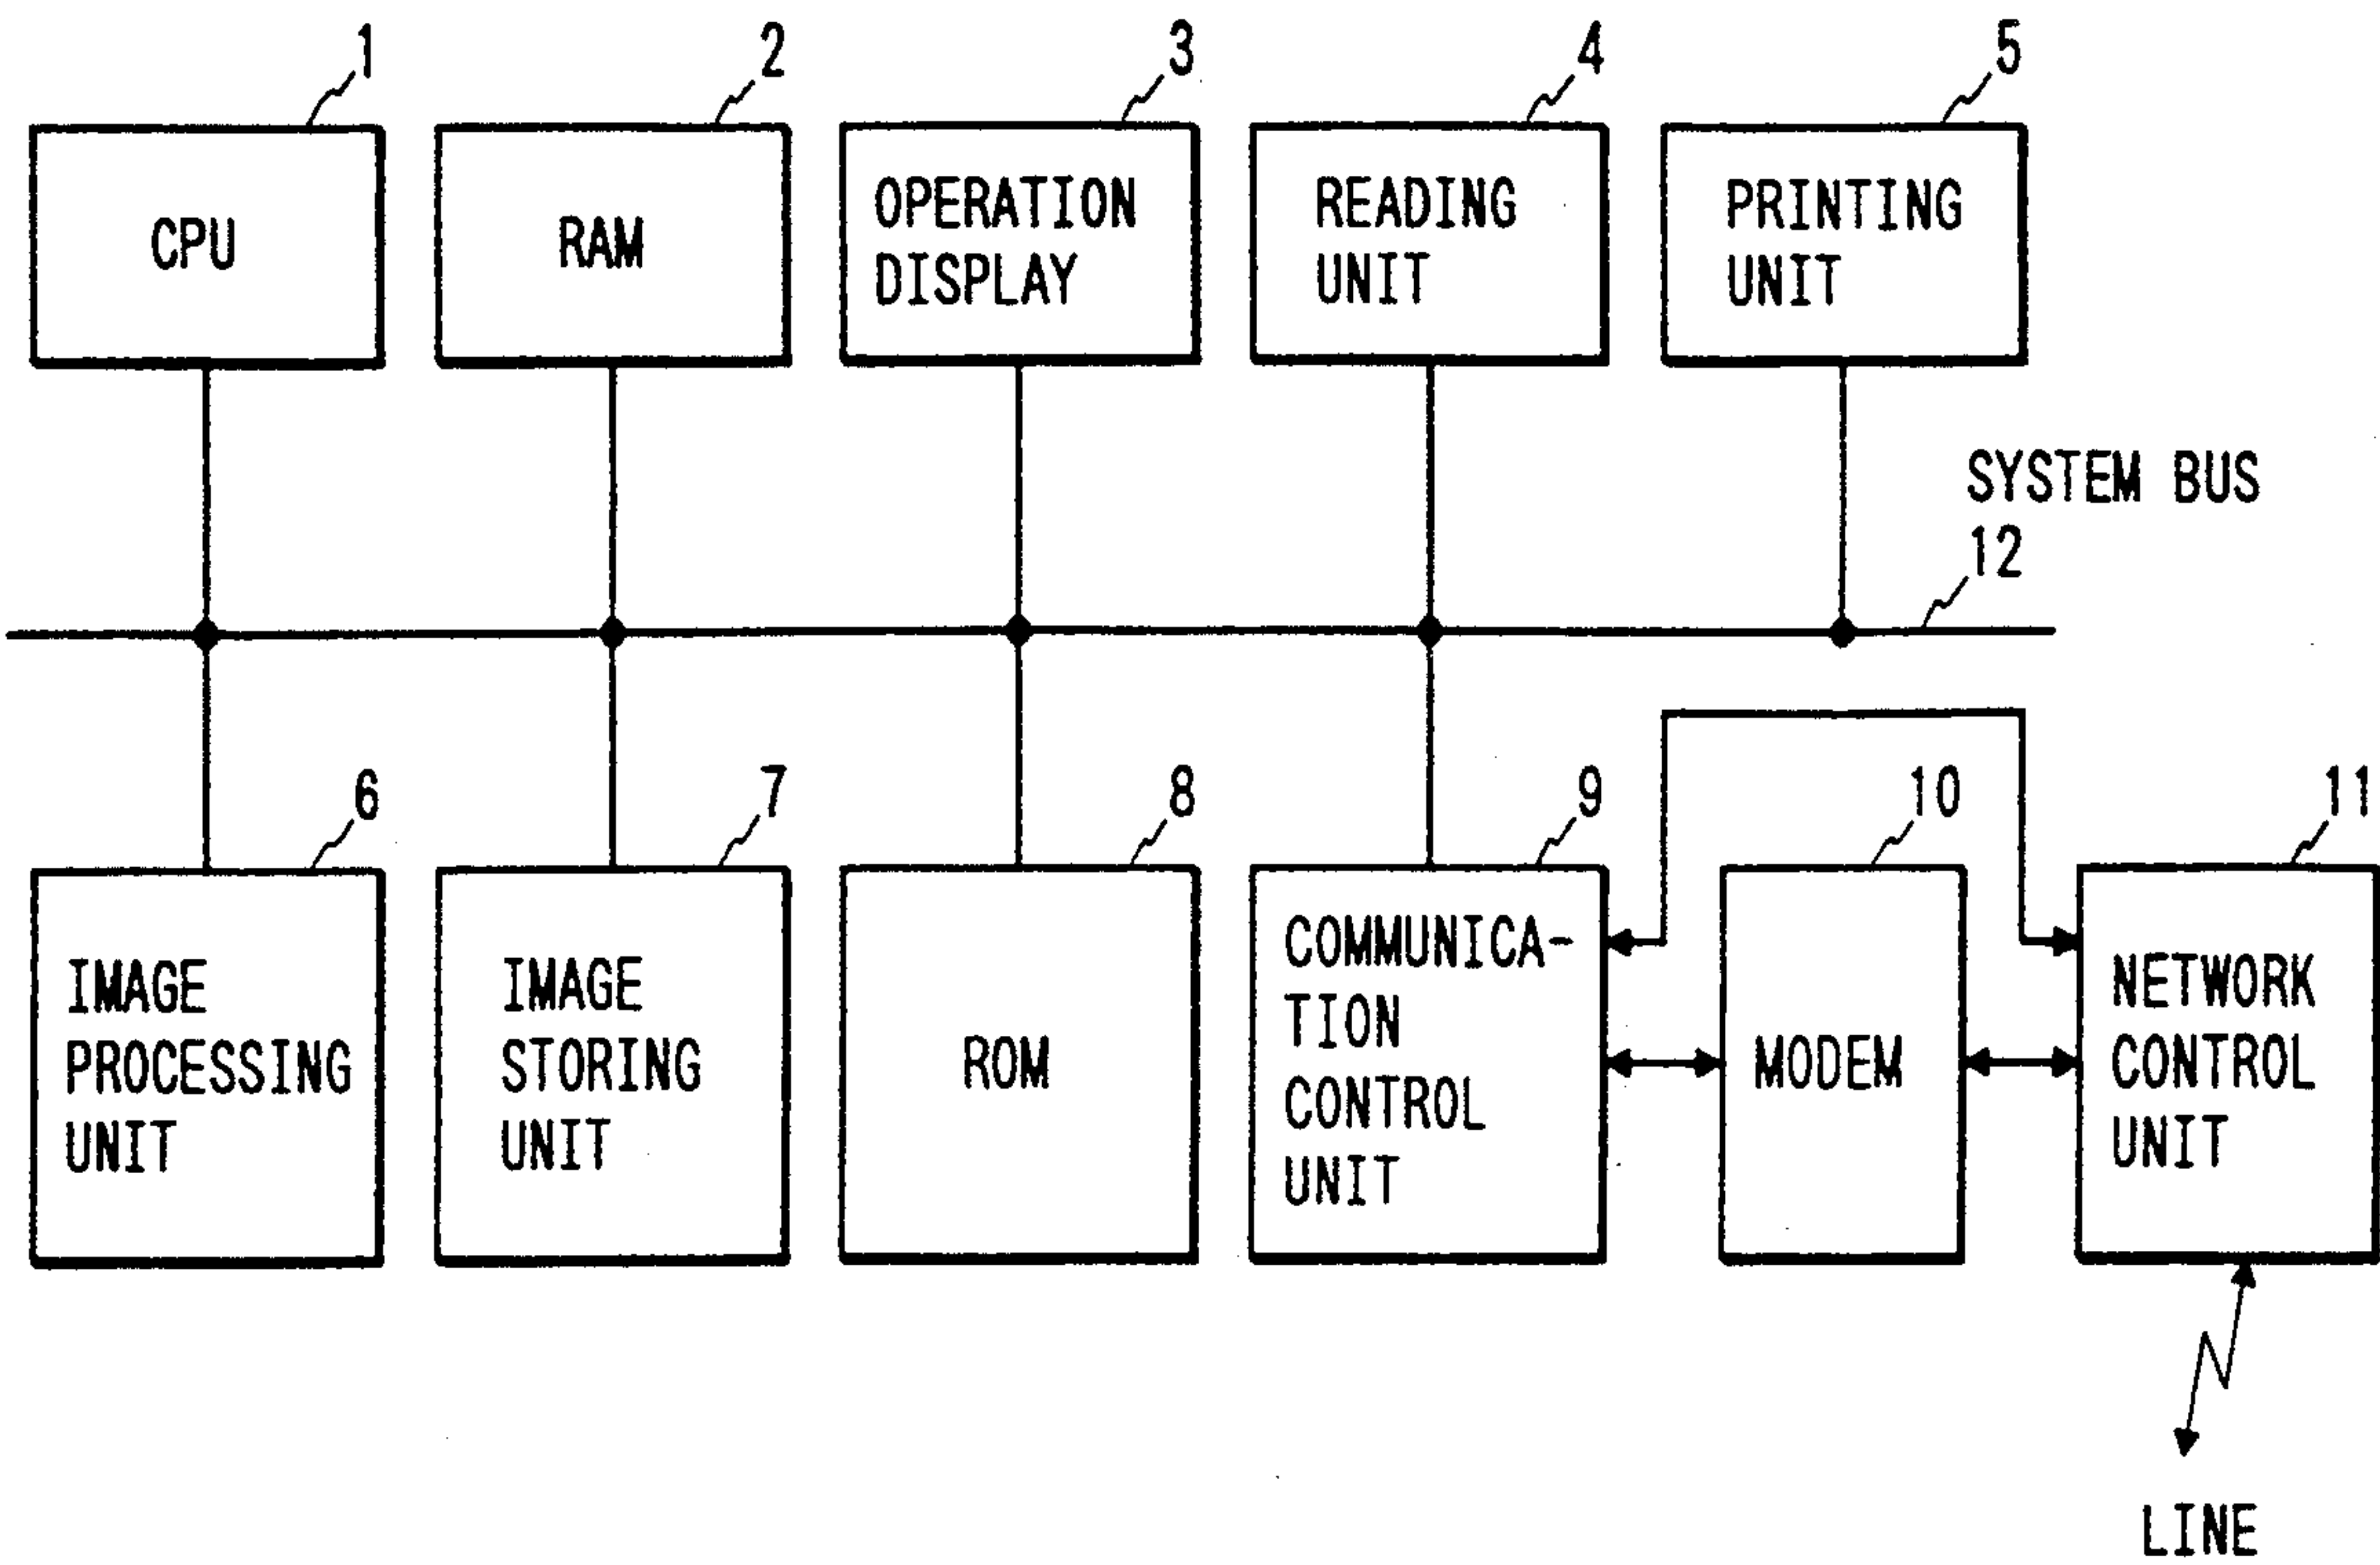 1
2
3
4
5
CPU
RAM
OPERATION
DISPLAY
READING
UNIT
PRINTING
UNIT
SYSTEM BUS
12
6
7
8
9
10
11
IMAGE
PROCESSING
UNIT
IMAGE
STORING
UNIT
ROM
COMMUNICA-
TION
CONTROL
UNIT
MODEM
NETWORK
CONTROL
UNIT
LINE